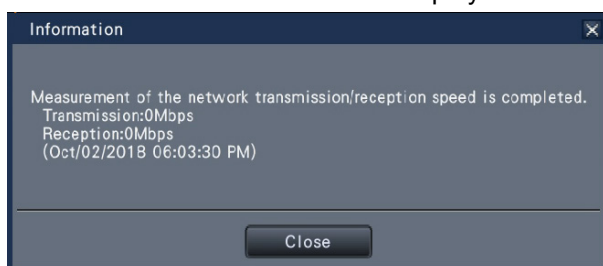 Information
Measurement of the network transmission/reception speed is completed.
Transmission:0Mbps
Reception:0Mbps
(Oct/02/2018 06:03:30 PM)
Close